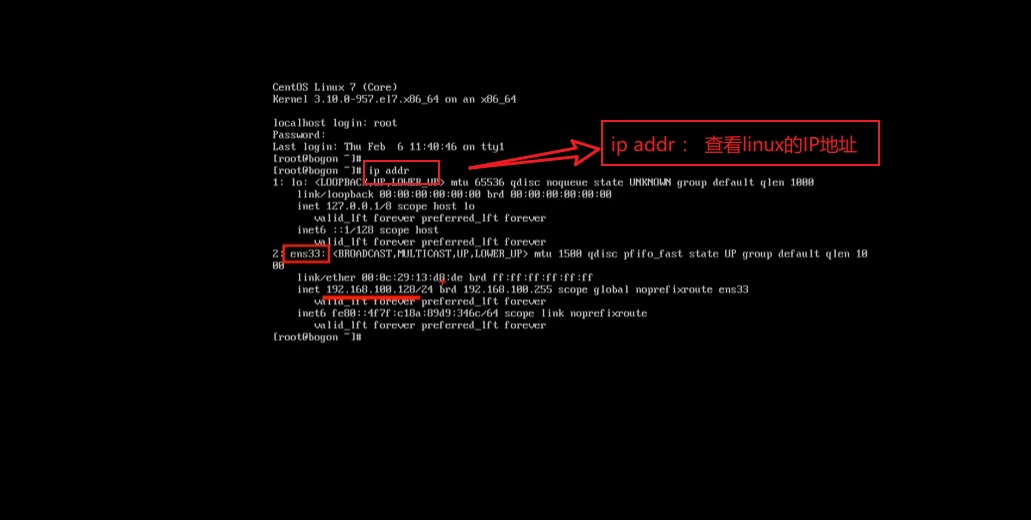 CentOS Linux 7 (Core)
Kernel 3.10.0-957.el7.x86_64 on an x86_64
localhost login: root
Password:
Last login: Thu Feb  6 11:40:46 on tty1
[root@bogon ~]#
[root@bogon ~]# ip addr
ip addr： 查看linux的IP地址
1: lo: <LOOPBACK,UP,LOWER_UP> mtu 65536 qdisc noqueue state UNKNOWN group default qlen 1000
link/loopback 00:00:00:00:00:00 brd 00:00:00:00:00:00
inet 127.0.0.1/8 scope host lo
valid_lft forever preferred_lft forever
inet6 ::1/128 scope host
valid_lft forever preferred_lft forever
2: ens33: <BROADCAST,MULTICAST,UP,LOWER_UP> mtu 1500 qdisc pfifo_fast state UP group default qlen 10
00
link/ether 00:0c:29:13:d8:de brd ff:ff:ff:ff:ff:ff
inet 192.168.100.128/24 brd 192.168.100.255 scope global noprefixroute ens33
valid_lft forever preferred_lft forever
inet6 fe80::4f7f:c18a:89d9:346c/64 scope link noprefixroute
valid_lft forever preferred_lft forever
[root@bogon ~]#